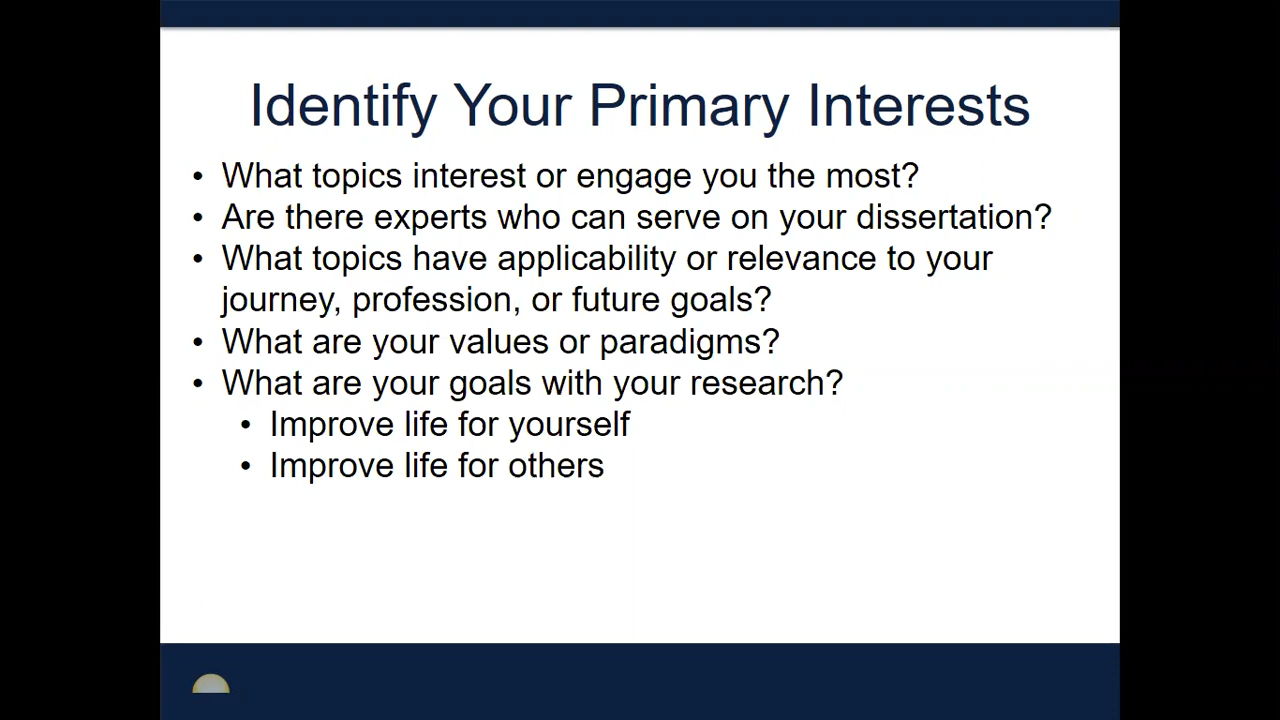 Identify Your Primary Interests
• What topics interest or engage you the most?
• Are there experts who can serve on your dissertation?
• What topics have applicability or relevance to your
journey, profession, or future goals?
• What are your values or paradigms?
• What are your goals with your research?
• Improve life for yourself
• Improve life for others